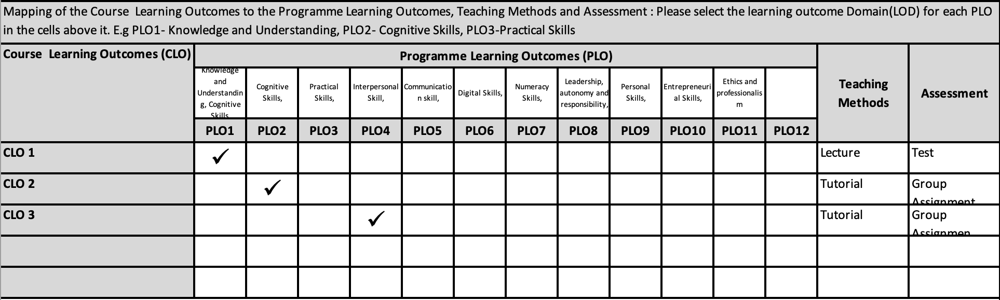 Mapping of the Course  Learning Outcomes to the Programme Learning Outcomes, Teaching Methods and Assessment : Please select the learning outcome Domain(LOD) for each PLO
in the cells above it. E.g PLO1- Knowledge and Understanding, PLO2- Cognitive Skills, PLO3-Practical Skills
Course  Learning Outcomes (CLO)
Programme Learning Outcomes (PLO)
Teaching
Methods
Assessment
Knowledge
and
Understandin
g, Cognitive
Skills
Cognitive
Skills,
Practical
Skills,
Interpersonal
Skill,
Communicatio
n skill,
Digital Skills,
Numeracy
Skills,
Leadership,
autonomy and
responsibility,
Personal
Skills,
Entrepreneuri
al Skills,
Ethics and
professionalis
m
PLO1 PLO2 PLO3 PLO4 PLO5 PLO6 PLO7 PLO8 PLO9 PLO10 PLO11 PLO12
CLO 1 ✓ Lecture Test
CLO 2 ✓ Tutorial Group
Assignment
CLO 3 ✓ Tutorial Group
Assignmen